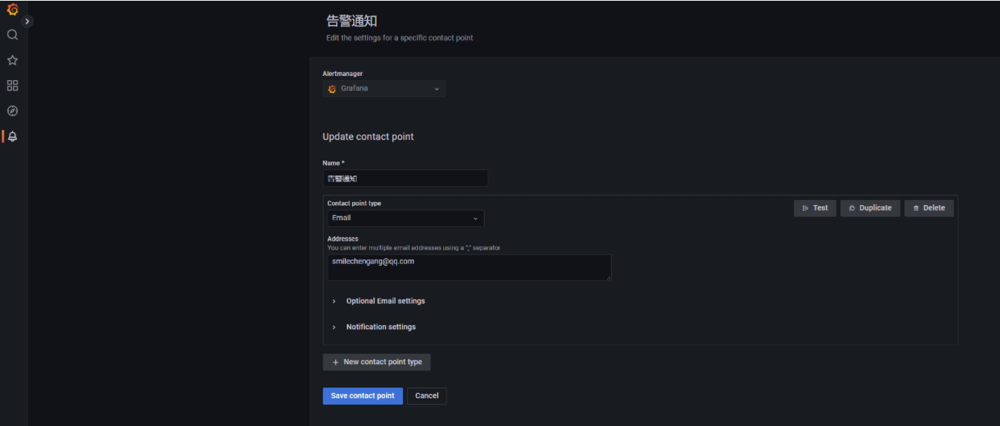 告警通知
Edit the settings for a specific contact point
Alertmanager
Grafana
Update contact point
Name *
告警通知
Contact point type
Email
Test
Duplicate
Delete
Addresses
You can enter multiple email addresses using a ";" separator
smilechengang@qq.com
Optional Email settings
Notification settings
+ New contact point type
Save contact point
Cancel